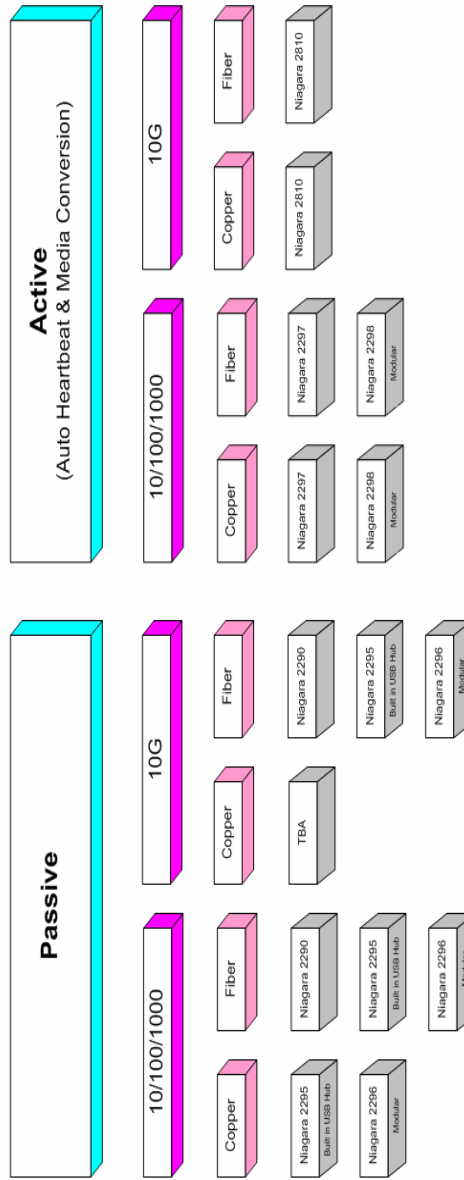 Passive
10/100/1000
Copper
Niagara 2295
Built in USB Hub
Niagara 2296
Modular
Fiber
Niagara 2290
Niagara 2295
Built in USB Hub
Niagara 2296
Modular
10G
Copper
TBA
Fiber
Niagara 2290
Niagara 2295
Built in USB Hub
Niagara 2296
Modular
Active
(Auto Heartbeat & Media Conversion)
10/100/1000
Copper
Niagara 2297
Niagara 2298
Modular
Fiber
Niagara 2297
Niagara 2298
Modular
10G
Copper
Niagara 2810
Fiber
Niagara 2810